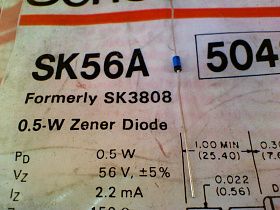 SK56A
504
Formerly SK3808
0.5-W Zener Diode
PD 0.5 W
VZ 56 V, ±5%
IZ 2.2 mA
1.00 MIN
(25.40)
0.022
(0.56)